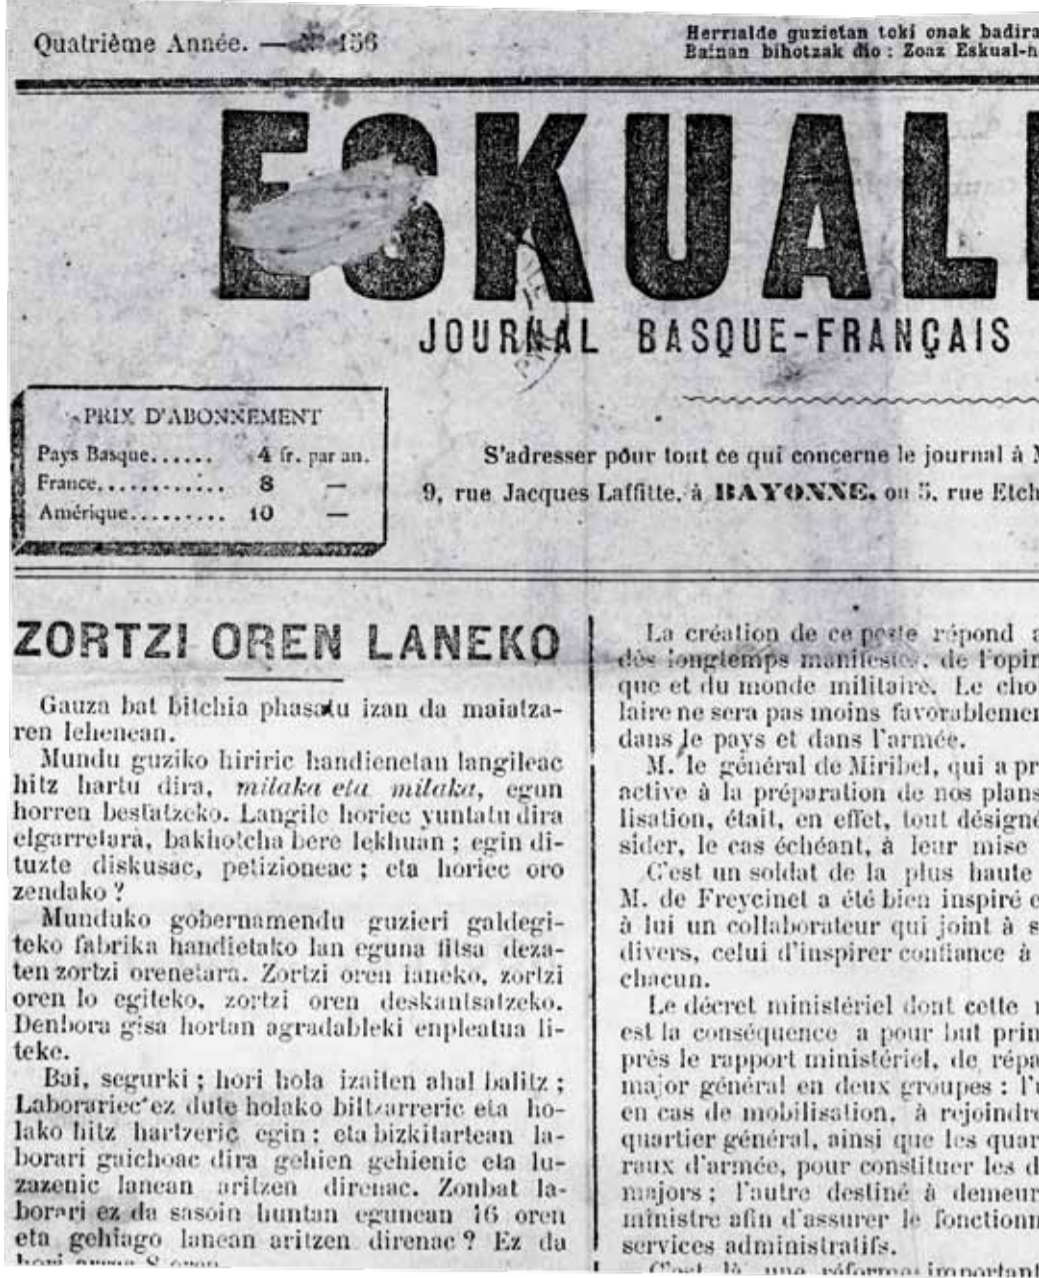 Quatrième Année. — Nº 156
Herrialde guzietan toki onak badira
Bainan bihotzak dio : Zoaz Eskual-h
ESKUAL
JOURNAL BASQUE-FRANÇAIS
PRIX D'ABONNEMENT
Pays Basque...... 4 fr. par an.
France........... 8 —
Amérique......... 10 —
S'adresser pour tout ce qui concerne le journal à M
9, rue Jacques Laffitte, à BAYONNE, ou 5, rue Etch
ZORTZI OREN LANEKO
Gauza bat bitchia phasatu izan da maiatza-
ren lehenean.
Mundu guziko hiriric handienetan langileac
hitz hartu dira, milaka eta milaka, egun
horren bestatzeko. Langile horiec yuntatu dira
elgarretara, bakhotcha bere lekhuan ; egin di-
tuzte diskusac, petizioneac ; eta horiec oro
zendako ?
Munduko gobernamendu guzieri galdegi-
teko fabrika handietako lan eguna fitsa deza-
ten zortzi orenetara. Zortzi oren laneko, zortzi
oren lo egiteko, zortzi oren deskantsatzeko.
Denbora gisa hortan agradableki enpleatua li-
teke.
Bai, segurki ; hori hola izaiten ahal balitz ;
Laborariec ez dute holako biltzarreric eta ho-
lako hitz hartzeric egin : eta bizkitartean la-
borari gaichoac dira gehien gehienic eta lu-
zazenic lanean aritzen direnac. Zonbat la-
borari ez da sasoin huntan egunean 16 oren
eta gehiago lanean aritzen direnac ? Ez da
La création de ce poste répond a
dès longtemps manifestés, de l'opin
que et du monde militaire. Le cho
laire ne sera pas moins favorablemen
dans le pays et dans l'armée.
M. le général de Miribel, qui a pr
active à la préparation de nos plans
lisation, était, en effet, tout désigné
sider, le cas échéant, à leur mise
C'est un soldat de la plus haute
M. de Freycinet a été bien inspiré e
à lui un collaborateur qui joint à s
divers, celui d'inspirer confiance à
chacun.
Le décret ministériel dont cette
est la conséquence a pour but prin
près le rapport ministériel, de répa
major général en deux groupes : l'u
en cas de mobilisation, à rejoindre
quartier général, ainsi que les quar
raux d'armée, pour constituer les d
majors ; l'autre destiné à demeur
ministre afin d'assurer le fonctionn
services administratifs.
C'est là une réforme important